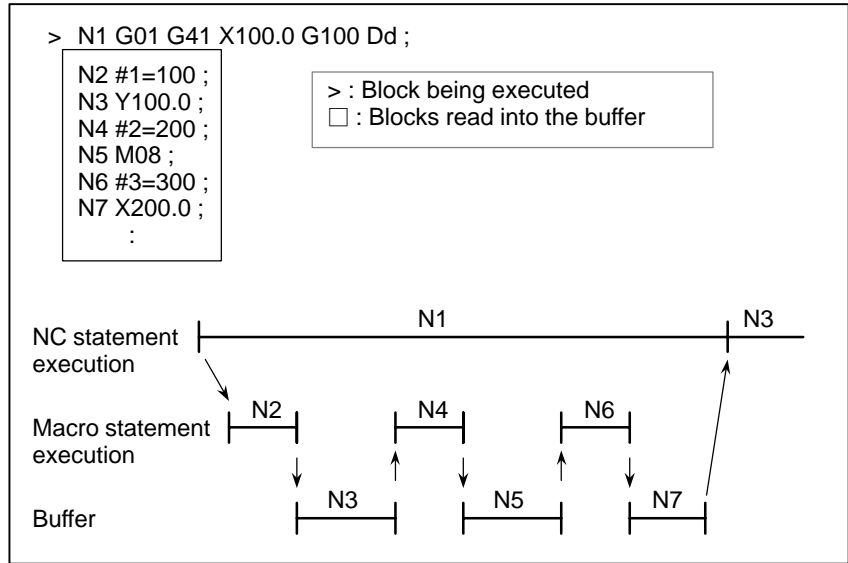 > N1 G01 G41 X100.0 G100 Dd ;
N2 #1=100 ;
N3 Y100.0 ;
N4 #2=200 ;
N5 M08 ;
N6 #3=300 ;
N7 X200.0 ;
:
> : Block being executed
□ : Blocks read into the buffer
N1
N3
NC statement
execution
N2
N4
N6
Macro statement
execution
N3
N5
N7
Buffer